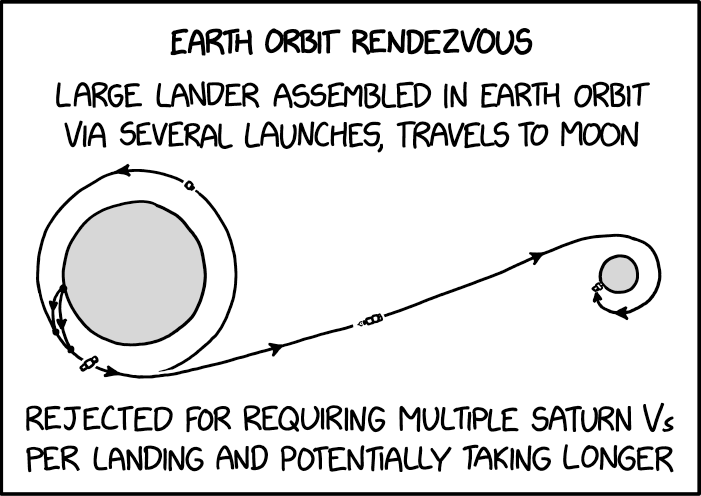 EARTH ORBIT RENDEZVOUS
LARGE LANDER ASSEMBLED IN EARTH ORBIT
VIA SEVERAL LAUNCHES, TRAVELS TO MOON
REJECTED FOR REQUIRING MULTIPLE SATURN Vs
PER LANDING AND POTENTIALLY TAKING LONGER